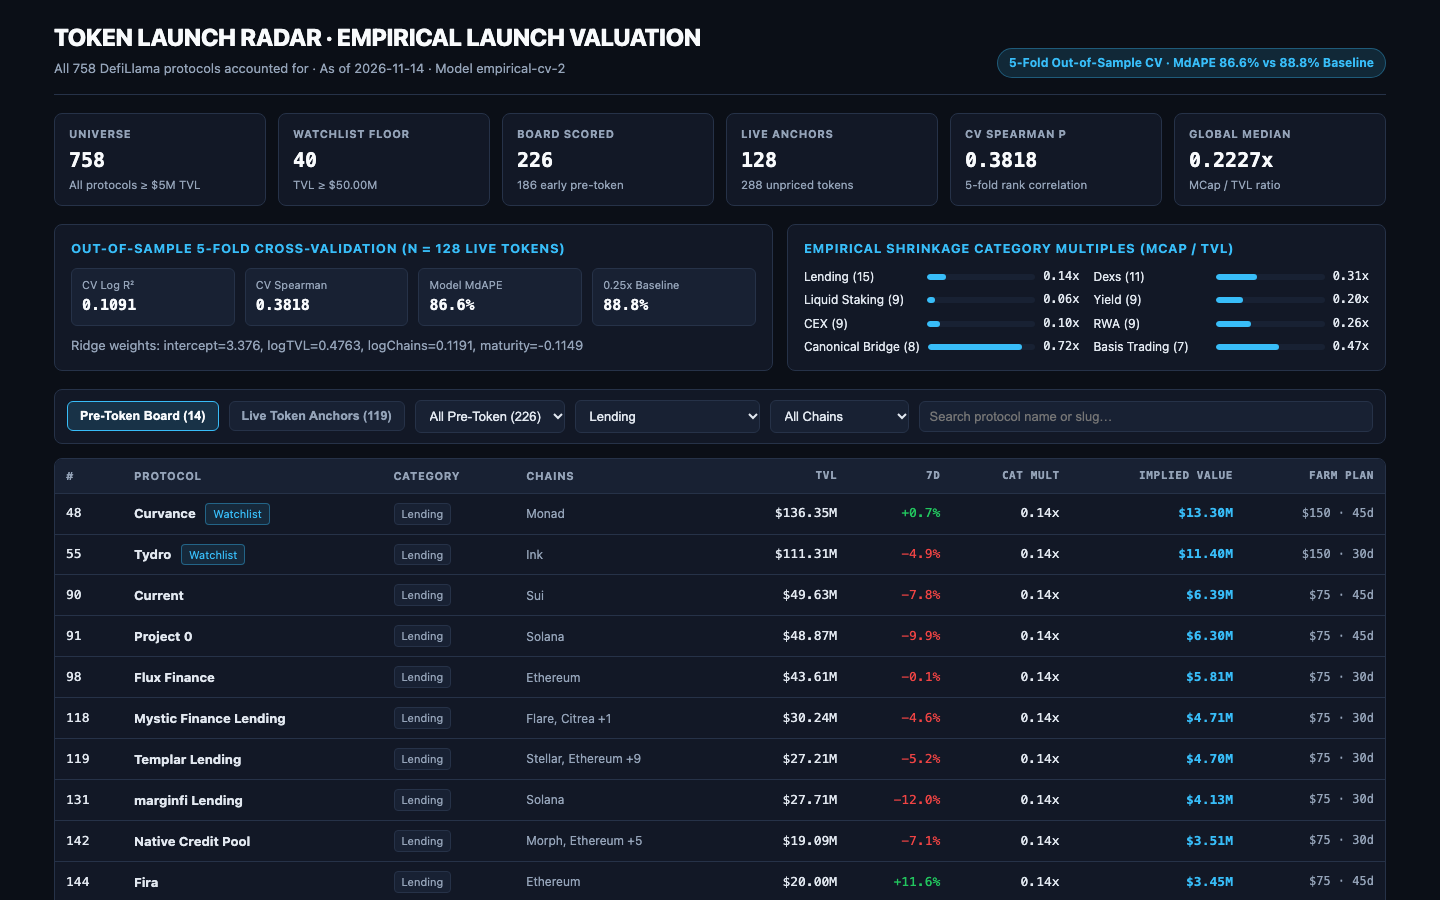 TOKEN LAUNCH RADAR · EMPIRICAL LAUNCH VALUATION
All 758 DefiLlama protocols accounted for · As of 2026-11-14 · Model empirical-cv-2
5-Fold Out-of-Sample CV · MdAPE 86.6% vs 88.8% Baseline
UNIVERSE
758
All protocols ≥ $5M TVL
WATCHLIST FLOOR
40
TVL ≥ $50.00M
BOARD SCORED
226
186 early pre-token
LIVE ANCHORS
128
288 unpriced tokens
CV SPEARMAN Ρ
0.3818
5-fold rank correlation
GLOBAL MEDIAN
0.2227x
MCap / TVL ratio
OUT-OF-SAMPLE 5-FOLD CROSS-VALIDATION (N = 128 LIVE TOKENS)
CV Log R²
0.1091
CV Spearman
0.3818
Model MdAPE
86.6%
0.25x Baseline
88.8%
Ridge weights: intercept=3.376, logTVL=0.4763, logChains=0.1191, maturity=-0.1149
EMPIRICAL SHRINKAGE CATEGORY MULTIPLES (MCAP / TVL)
Lending (15) 0.14x Dexs (11) 0.31x
Liquid Staking (9) 0.06x Yield (9) 0.20x
CEX (9) 0.10x RWA (9) 0.26x
Canonical Bridge (8) 0.72x Basis Trading (7) 0.47x
Pre-Token Board (14) Live Token Anchors (119) All Pre-Token (226) Lending All Chains Search protocol name or slug...
# PROTOCOL CATEGORY CHAINS TVL 7D CAT MULT IMPLIED VALUE FARM PLAN
48 Curvance Watchlist Lending Monad $136.35M +0.7% 0.14x $13.30M $150 · 45d
55 Tydro Watchlist Lending Ink $111.31M −4.9% 0.14x $11.40M $150 · 30d
90 Current Lending Sui $49.63M −7.8% 0.14x $6.39M $75 · 45d
91 Project 0 Lending Solana $48.87M −9.9% 0.14x $6.30M $75 · 45d
98 Flux Finance Lending Ethereum $43.61M −0.1% 0.14x $5.81M $75 · 30d
118 Mystic Finance Lending Lending Flare, Citrea +1 $30.24M −4.6% 0.14x $4.71M $75 · 30d
119 Templar Lending Lending Stellar, Ethereum +9 $27.21M −5.2% 0.14x $4.70M $75 · 30d
131 marginfi Lending Lending Solana $27.71M −12.0% 0.14x $4.13M $75 · 30d
142 Native Credit Pool Lending Morph, Ethereum +5 $19.09M −7.1% 0.14x $3.51M $75 · 30d
144 Fira Lending Ethereum $20.00M +11.6% 0.14x $3.45M $75 · 45d